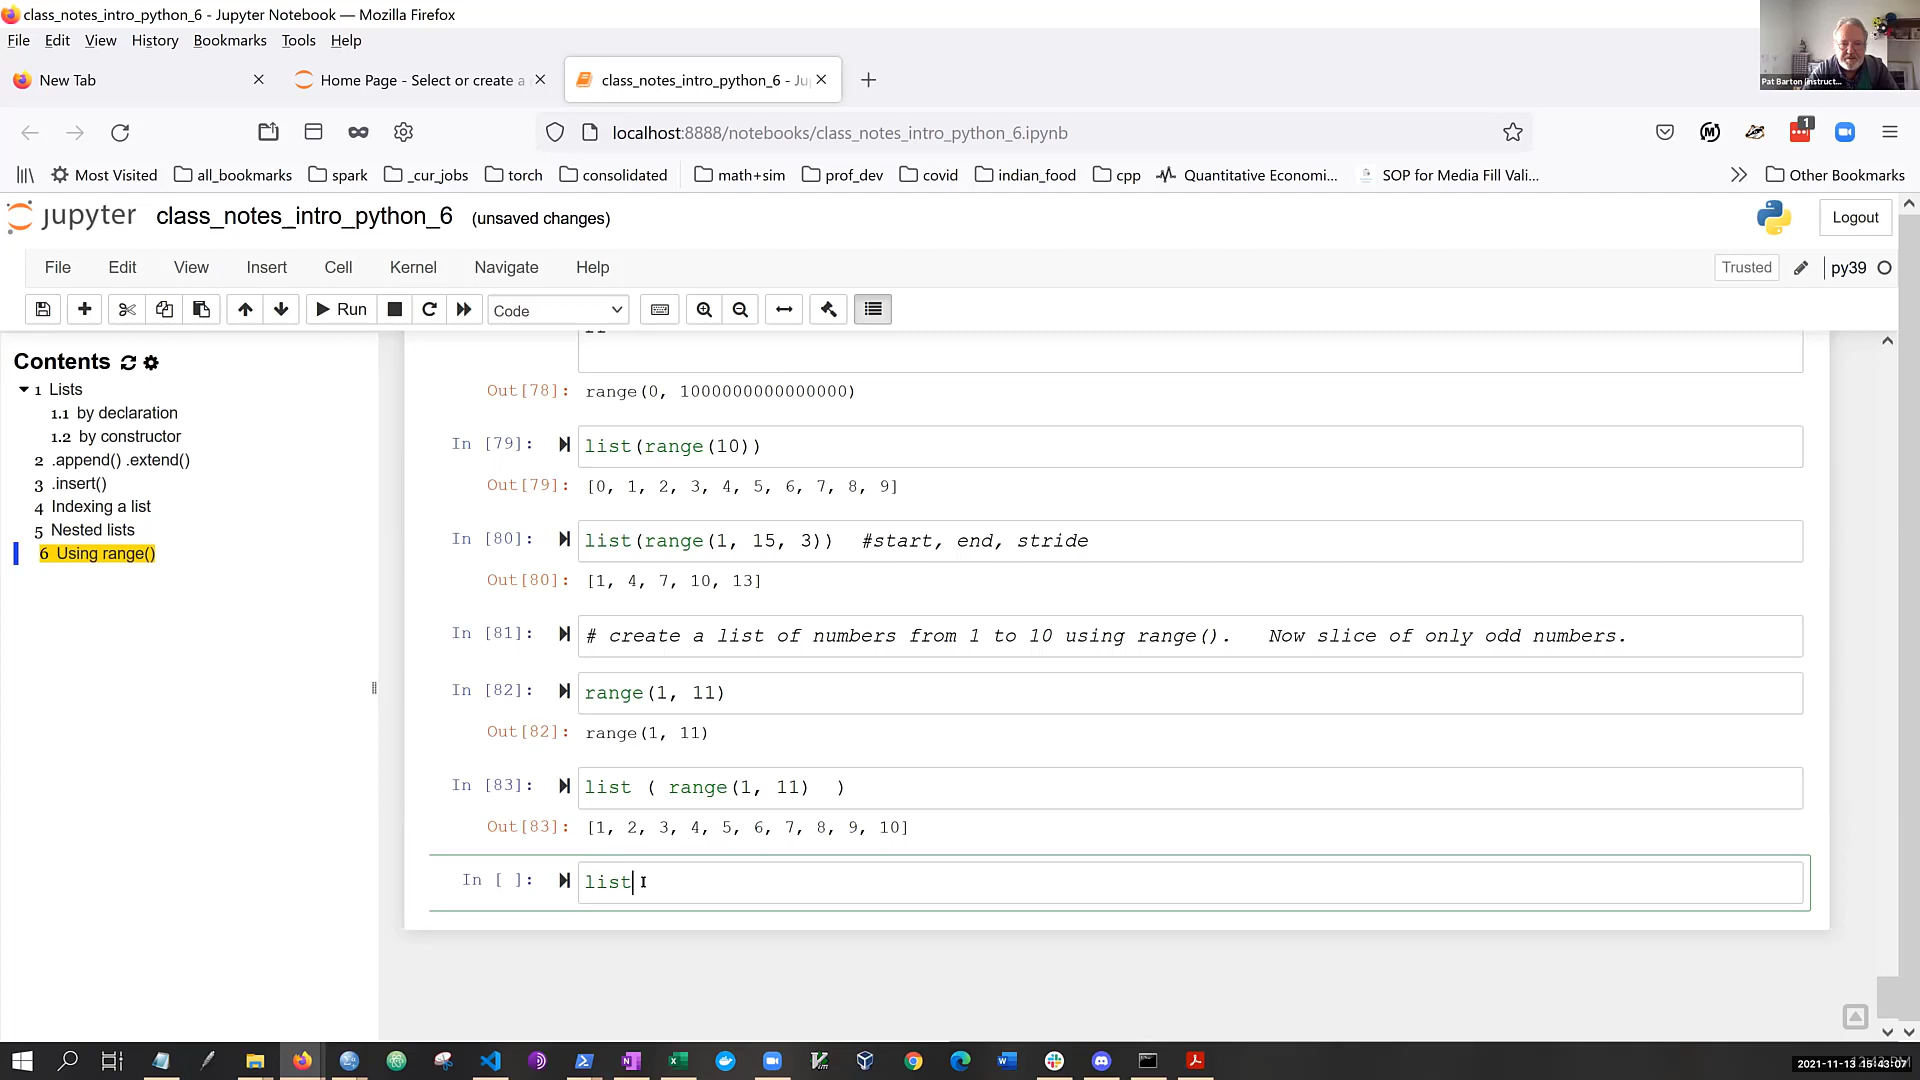 class_notes_intro_python_6 - Jupyter Notebook — Mozilla Firefox
File Edit View History Bookmarks Tools Help
New Tab
Home Page - Select or create a
class_notes_intro_python_6 - Ju
Pat Barton (instruct...
localhost:8888/notebooks/class_notes_intro_python_6.ipynb
1
Most Visited all_bookmarks spark _cur_jobs torch consolidated math+sim prof_dev covid indian_food cpp Quantitative Economi... SOP for Media Fill Vali... Other Bookmarks
jupyter class_notes_intro_python_6 (unsaved changes)
Logout
File Edit View Insert Cell Kernel Navigate Help
Trusted
py39
Run
Code
Contents
1 Lists
1.1 by declaration
1.2 by constructor
2 .append() .extend()
3 .insert()
4 Indexing a list
5 Nested lists
6 Using range()
Out[78]: range(0, 1000000000000000)
In [79]: list(range(10))
Out[79]: [0, 1, 2, 3, 4, 5, 6, 7, 8, 9]
In [80]: list(range(1, 15, 3)) #start, end, stride
Out[80]: [1, 4, 7, 10, 13]
In [81]: # create a list of numbers from 1 to 10 using range(). Now slice of only odd numbers.
In [82]: range(1, 11)
Out[82]: range(1, 11)
In [83]: list ( range(1, 11) )
Out[83]: [1, 2, 3, 4, 5, 6, 7, 8, 9, 10]
In [ ]: list
2021-11-13 15:43:07